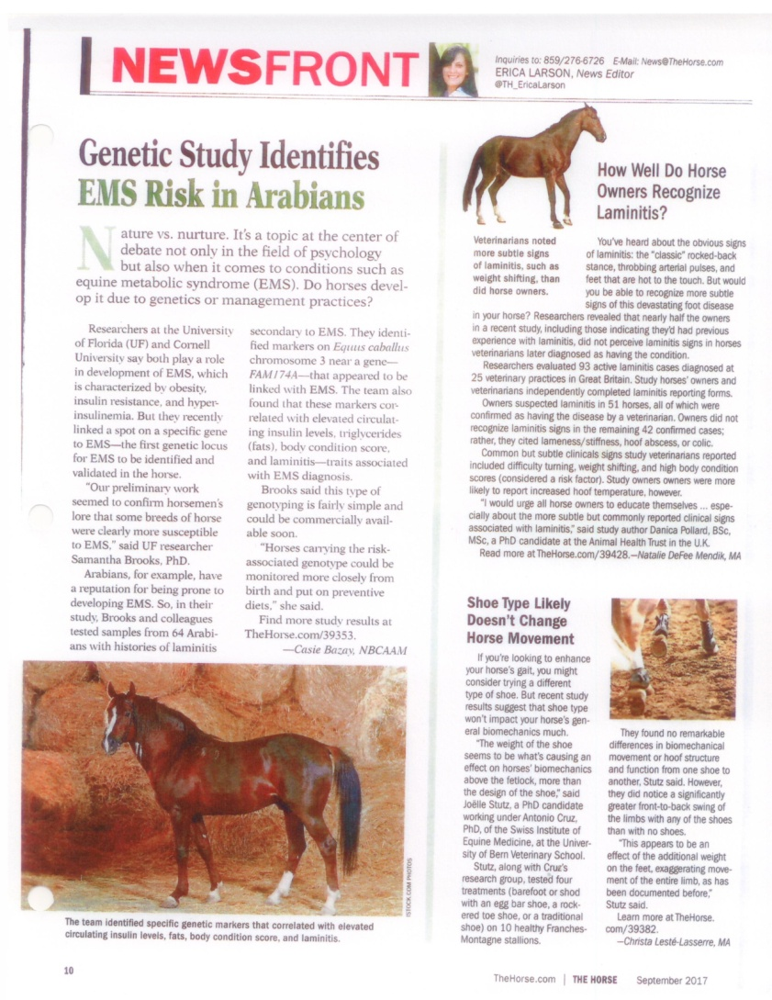 NEWSFRONT
Inquiries to: 859/276-6726 E-Mail: News@TheHorse.com
ERICA LARSON, News Editor
@TH_EricaLarson
Genetic Study Identifies
EMS Risk in Arabians
Nature vs. nurture. It's a topic at the center of
debate not only in the field of psychology
but also when it comes to conditions such as
equine metabolic syndrome (EMS). Do horses devel-
op it due to genetics or management practices?
Researchers at the University
of Florida (UF) and Cornell
University say both play a role
in development of EMS, which
is characterized by obesity,
insulin resistance, and hyper-
insulinemia. But they recently
linked a spot on a specific gene
to EMS—the first genetic locus
for EMS to be identified and
validated in the horse.
"Our preliminary work
seemed to confirm horsemen's
lore that some breeds of horse
were clearly more susceptible
to EMS," said UF researcher
Samantha Brooks, PhD.
Arabians, for example, have
a reputation for being prone to
developing EMS. So, in their
study, Brooks and colleagues
tested samples from 64 Arabi-
ans with histories of laminitis
secondary to EMS. They identi-
fied markers on Equus caballus
chromosome 3 near a gene—
FAM174A—that appeared to be
linked with EMS. The team also
found that these markers cor-
related with elevated circulat-
ing insulin levels, triglycerides
(fats), body condition score,
and laminitis—traits associated
with EMS diagnosis.
Brooks said this type of
genotyping is fairly simple and
could be commercially avail-
able soon.
"Horses carrying the risk-
associated genotype could be
monitored more closely from
birth and put on preventive
diets," she said.
Find more study results at
TheHorse.com/39353.
—Casie Bazay, NBCAAM
ISTOCK.COM PHOTOS
The team identified specific genetic markers that correlated with elevated
circulating insulin levels, fats, body condition score, and laminitis.
How Well Do Horse
Owners Recognize
Laminitis?
Veterinarians noted
more subtle signs
of laminitis, such as
weight shifting, than
did horse owners.
You've heard about the obvious signs
of laminitis: the "classic" rocked-back
stance, throbbing arterial pulses, and
feet that are hot to the touch. But would
you be able to recognize more subtle
signs of this devastating foot disease
in your horse? Researchers revealed that nearly half the owners
in a recent study, including those indicating they'd had previous
experience with laminitis, did not perceive laminitis signs in horses
veterinarians later diagnosed as having the condition.
Researchers evaluated 93 active laminitis cases diagnosed at
25 veterinary practices in Great Britain. Study horses' owners and
veterinarians independently completed laminitis reporting forms.
Owners suspected laminitis in 51 horses, all of which were
confirmed as having the disease by a veterinarian. Owners did not
recognize laminitis signs in the remaining 42 confirmed cases;
rather, they cited lameness/stiffness, hoof abscess, or colic.
Common but subtle clinicals signs study veterinarians reported
included difficulty turning, weight shifting, and high body condition
scores (considered a risk factor). Study owners owners were more
likely to report increased hoof temperature, however.
"I would urge all horse owners to educate themselves ... espe-
cially about the more subtle but commonly reported clinical signs
associated with laminitis," said study author Danica Pollard, BSc,
MSc, a PhD candidate at the Animal Health Trust in the U.K.
Read more at TheHorse.com/39428.—Natalie DeFee Mendik, MA
Shoe Type Likely
Doesn't Change
Horse Movement
If you're looking to enhance
your horse's gait, you might
consider trying a different
type of shoe. But recent study
results suggest that shoe type
won't impact your horse's gen-
eral biomechanics much.
"The weight of the shoe
seems to be what's causing an
effect on horses' biomechanics
above the fetlock, more than
the design of the shoe," said
Joëlle Stutz, a PhD candidate
working under Antonio Cruz,
PhD, of the Swiss Institute of
Equine Medicine, at the Univer-
sity of Bern Veterinary School.
Stutz, along with Cruz's
research group, tested four
treatments (barefoot or shod
with an egg bar shoe, a rock-
ered toe shoe, or a traditional
shoe) on 10 healthy Franches-
Montagne stallions.
They found no remarkable
differences in biomechanical
movement or hoof structure
and function from one shoe to
another, Stutz said. However,
they did notice a significantly
greater front-to-back swing of
the limbs with any of the shoes
than with no shoes.
"This appears to be an
effect of the additional weight
on the feet, exaggerating move-
ment of the entire limb, as has
been documented before,"
Stutz said.
Learn more at TheHorse.
com/39382.
—Christa Lesté-Lasserre, MA
10
TheHorse.com | THE HORSE September 2017